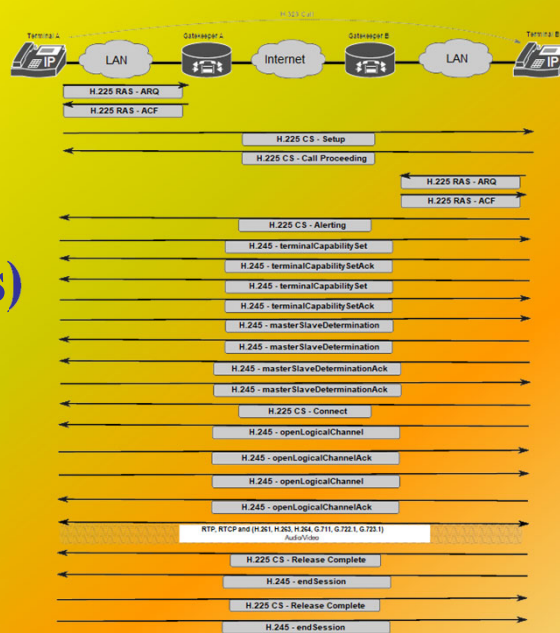 H.323 Call
Terminal A Gatekeeper A Gatekeeper B Terminal B
IP LAN Internet LAN IP
H.225 RAS - ARQ
H.225 RAS - ACF
H.225 CS - Setup
H.225 CS - Call Proceeding
H.225 RAS - ARQ
H.225 RAS - ACF
H.225 CS - Alerting
H.245 - terminalCapabilitySet
H.245 - terminalCapabilitySetAck
H.245 - terminalCapabilitySet
H.245 - terminalCapabilitySetAck
s)
H.245 - masterSlaveDetermination
H.245 - masterSlaveDetermination
H.245 - masterSlaveDeterminationAck
H.245 - masterSlaveDeterminationAck
H.225 CS - Connect
H.245 - openLogicalChannel
H.245 - openLogicalChannelAck
H.245 - openLogicalChannel
H.245 - openLogicalChannelAck
RTP, RTCP and (H.261, H.263, H.264, G.711, G.722.1, G.723.1)
Audio/Video
H.225 CS - Release Complete
H.245 - endSession
H.225 CS - Release Complete
H.245 - endSession